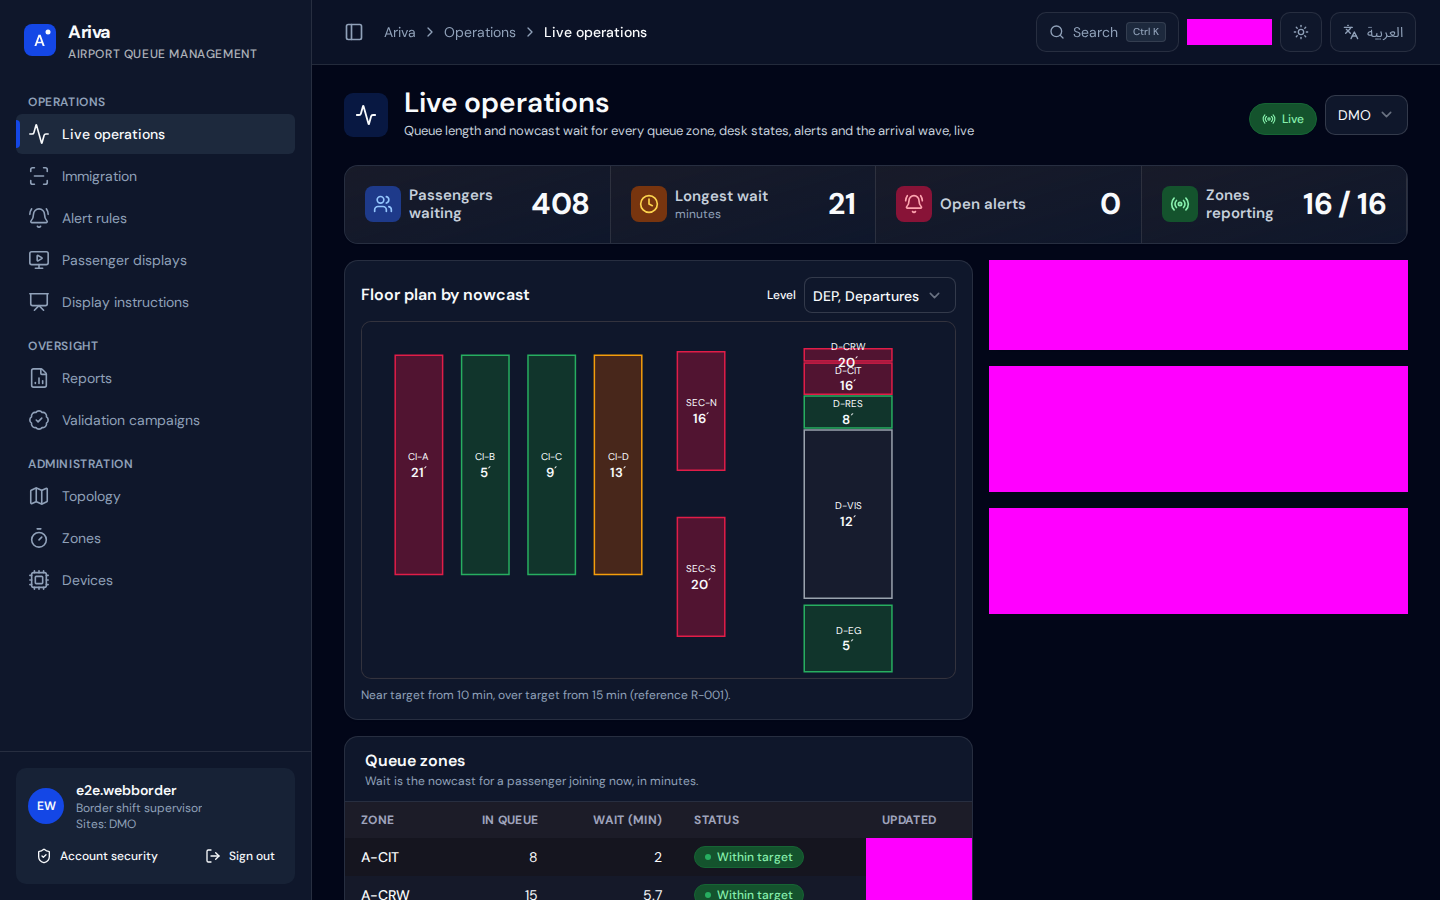 Ariva
AIRPORT QUEUE MANAGEMENT
OPERATIONS
Live operations
Immigration
Alert rules
Passenger displays
Display instructions
OVERSIGHT
Reports
Validation campaigns
ADMINISTRATION
Topology
Zones
Devices
EW
e2e.webborder
Border shift supervisor
Sites: DMO
Account security
Sign out
Ariva > Operations > Live operations
Search Ctrl K
العربية
Live operations
Queue length and nowcast wait for every queue zone, desk states, alerts and the arrival wave, live
Live
DMO
Passengers waiting
408
Longest wait
minutes
21
Open alerts
0
Zones reporting
16 / 16
Floor plan by nowcast
Level
DEP, Departures
CI-A
21′
CI-B
5′
CI-C
9′
CI-D
13′
SEC-N
16′
SEC-S
20′
D-CRW
20′
D-CIT
16′
D-RES
8′
D-VIS
12′
D-EG
5′
Near target from 10 min, over target from 15 min (reference R-001).
Queue zones
Wait is the nowcast for a passenger joining now, in minutes.
ZONE IN QUEUE WAIT (MIN) STATUS UPDATED
A-CIT 8 2 Within target
A-CRW 15 5.7 Within target